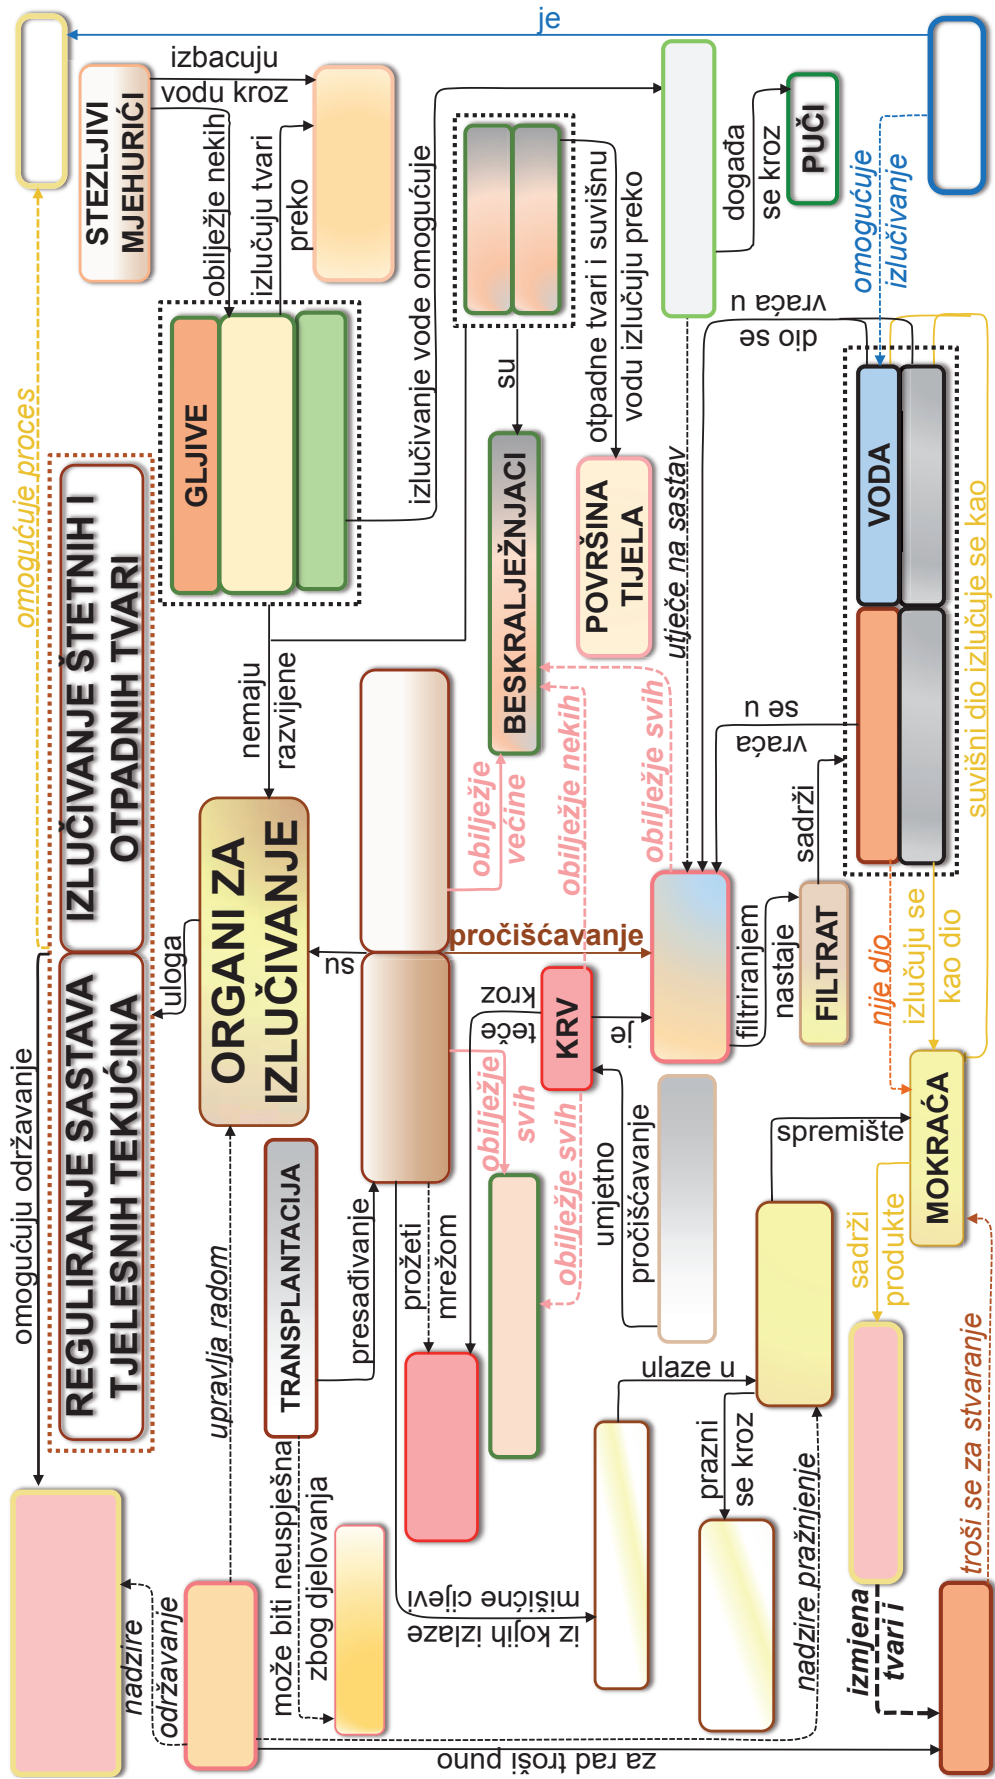 je
STEZLJIVI
MJEHURIĆI
izbacuju
vodu kroz
obilježje nekih
izlučuju tvari
preko
omogućuje proces
GLJIVE
izlučivanje vode omogućuje
otpadne tvari i suvišnu
vodu izlučuju preko
su
događa
se kroz
PUČI
omogućuje
izlučivanje
dio se
vraća u
IZLUČIVANJE ŠTETNIH I
OTPADNIH TVARI
REGULIRANJE SASTAVA
TJELESNIH TEKUĆINA
omogućuju održavanje
nemaju
razvijene
BESKRALJEŽNJACI
POVRŠINA
TIJELA
utječe na sastav
VODA
suvišni dio izlučuje se kao
ORGANI ZA
IZLUČIVANJE
uloga
su
obilježje
većine
obilježje nekih
obilježje svih
vraća
se u
sadrži
pročišćavanje
filtriranjem
nastaje
FILTRAT
nije dio
izlučuju se
kao dio
KRV
teče
kroz
je
upravlja radom
TRANSPLANTACIJA
presađivanje
prožeti
mrežom
obilježje
svih
obilježje svih
umjetno
pročišćavanje
spremište
MOKRAĆA
sadrži
produkte
može biti neuspješna
zbog djelovanja
iz kojih izlaze
mišićne cijevi
ulaze u
prazni
se kroz
nadzire pražnjenje
nadzire
održavanje
izmjena
tvari i
troši se za stvaranje
za rad troši puno